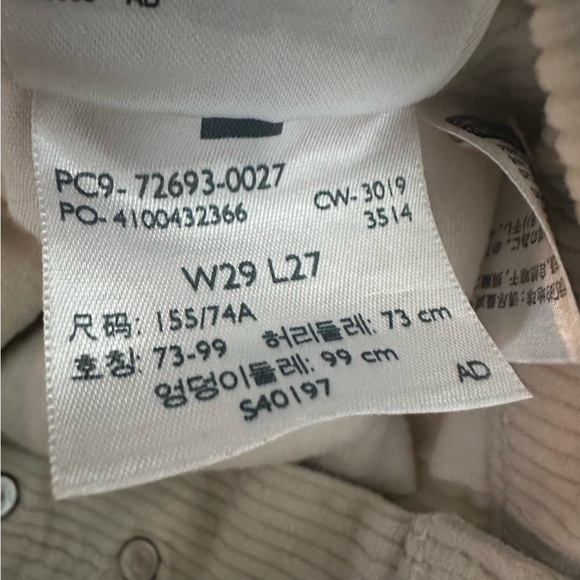 AD
PC9-72693-0027
PO-4100432366
CW-3019
3514
W29 L27
尺码: 155/74A
호칭: 73-99 허리둘레: 73 cm
엉덩이둘레: 99 cm
S40197
AD